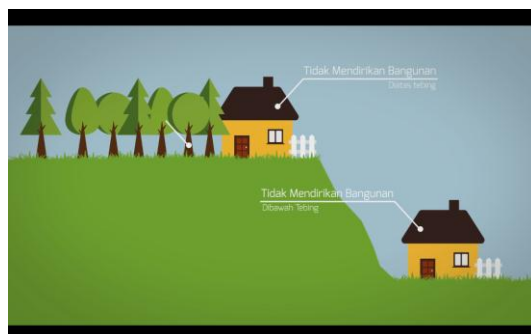 Tidak Mendirikan Bangunan
Diatas tebing
Tidak Mendirikan Bangunan
Dibawah Tebing